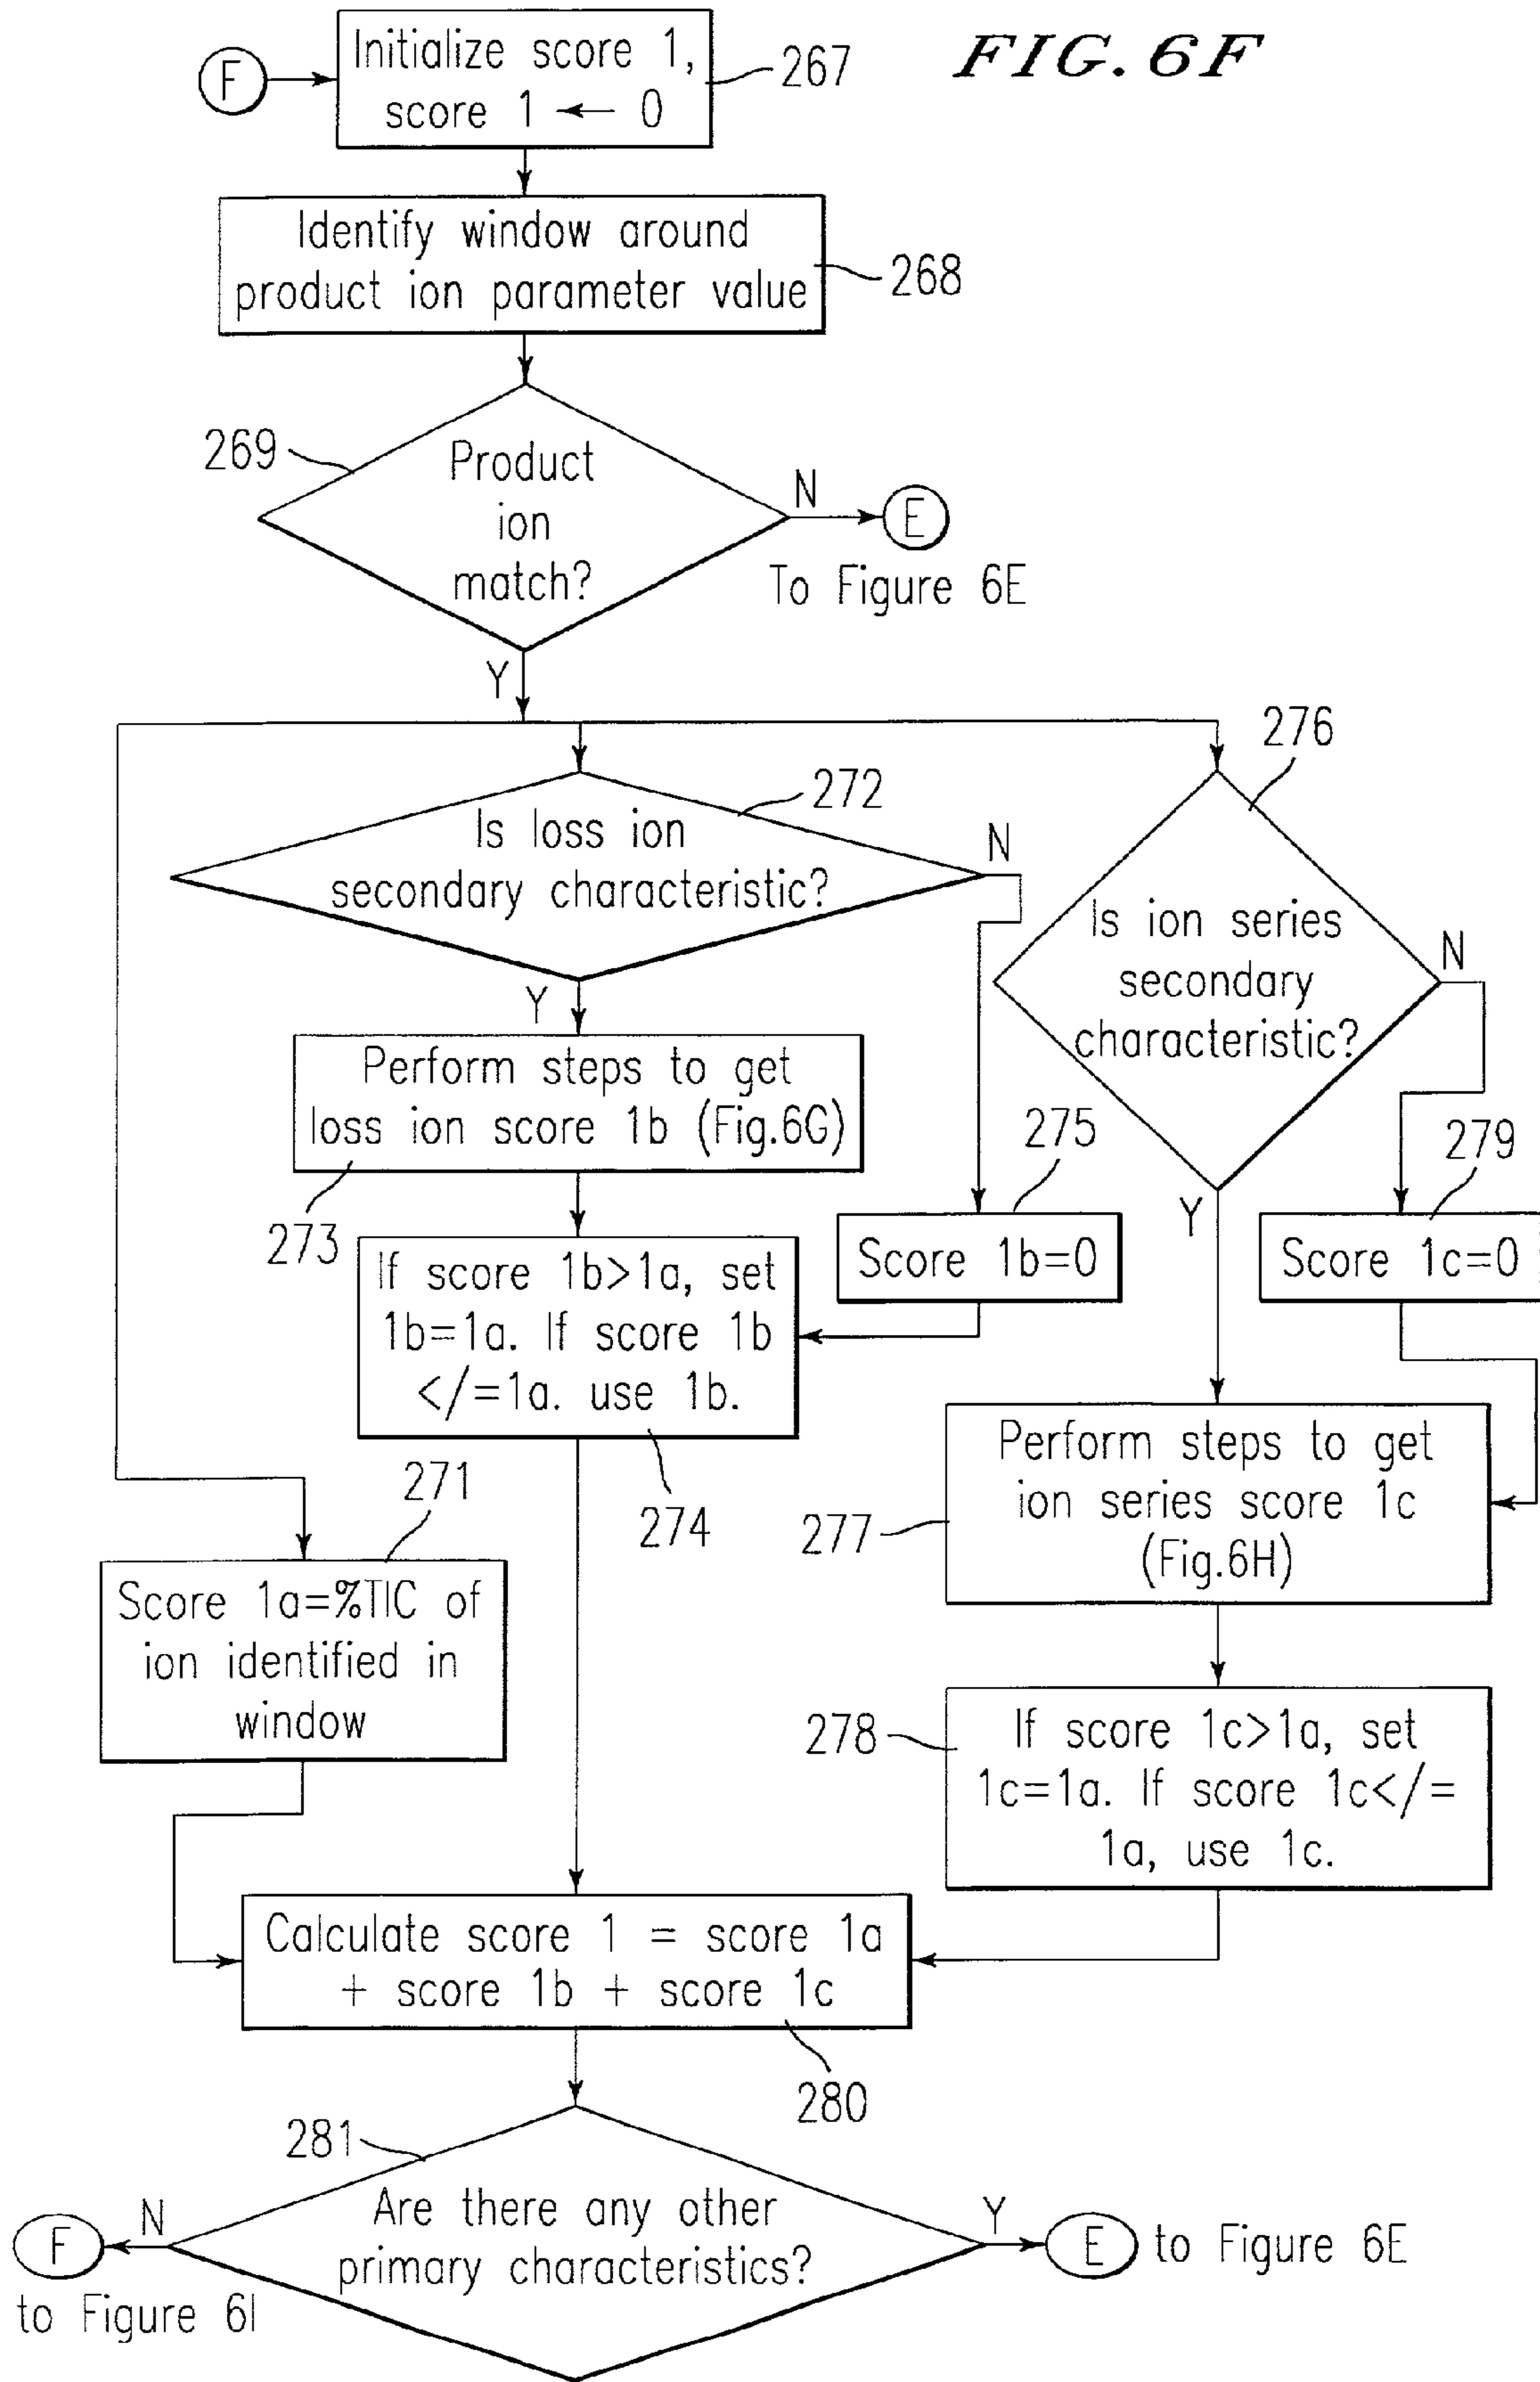 FIG. 6F
F
Initialize score 1,
score 1 ← 0
267
Identify window around
product ion parameter value
268
269
Product
ion
match?
N
E
To Figure 6E
Y
272
Is loss ion
secondary characteristic?
N
276
Is ion series
secondary
characteristic?
N
Y
Perform steps to get
loss ion score 1b (Fig.6G)
273
275
Score 1b=0
279
Score 1c=0
Y
If score 1b>1a, set
1b=1a. If score 1b
</=1a. use 1b.
274
271
Score 1a=%TIC of
ion identified in
window
Perform steps to get
ion series score 1c
(Fig.6H)
277
278
If score 1c>1a, set
1c=1a. If score 1c</=
1a, use 1c.
Calculate score 1 = score 1a
+ score 1b + score 1c
280
281
Are there any other
primary characteristics?
N
F
to Figure 6I
Y
E
to Figure 6E